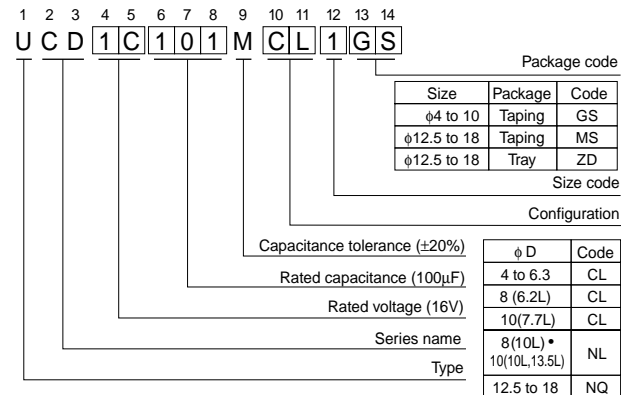 1 2 3 4 5 6 7 8 9 10 11 12 13 14
U C D 1 C 1 0 1 M C L 1 G S
Package code
Size Package Code
ϕ4 to 10 Taping GS
ϕ12.5 to 18 Taping MS
ϕ12.5 to 18 Tray ZD
Size code
Configuration
ϕ D Code
4 to 6.3 CL
8 (6.2L) CL
10(7.7L) CL
8(10L) •
10(10L,13.5L) NL
12.5 to 18 NQ
Capacitance tolerance (±20%)
Rated capacitance (100µF)
Rated voltage (16V)
Series name
Type